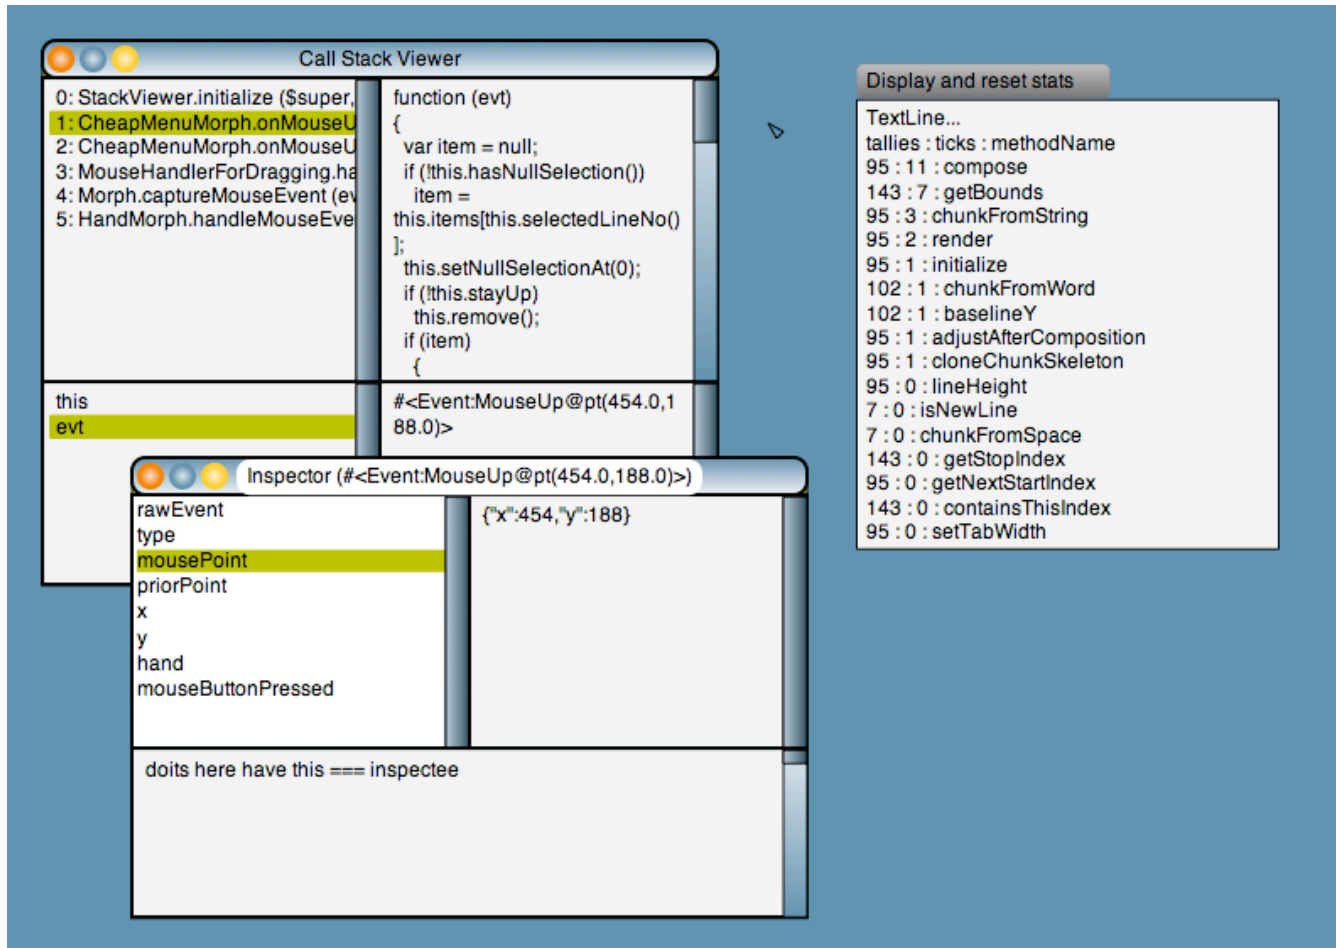 Call Stack Viewer
0: StackViewer.initialize ($super,
1: CheapMenuMorph.onMouseU
2: CheapMenuMorph.onMouseU
3: MouseHandlerForDragging.ha
4: Morph.captureMouseEvent (ev
5: HandMorph.handleMouseEve
function (evt)
{
var item = null;
if (!this.hasNullSelection())
item =
this.items[this.selectedLineNo()
];
this.setNullSelectionAt(0);
if (!this.stayUp)
this.remove();
if (item)
{
this
evt
#<Event:MouseUp@pt(454.0,1
88.0)>
Inspector (#<Event:MouseUp@pt(454.0,188.0)>)
rawEvent
type
mousePoint
priorPoint
x
y
hand
mouseButtonPressed
{"x":454,"y":188}
doits here have this === inspectee
Display and reset stats
TextLine...
tallies : ticks : methodName
95 : 11 : compose
143 : 7 : getBounds
95 : 3 : chunkFromString
95 : 2 : render
95 : 1 : initialize
102 : 1 : chunkFromWord
102 : 1 : baselineY
95 : 1 : adjustAfterComposition
95 : 1 : cloneChunkSkeleton
95 : 0 : lineHeight
7 : 0 : isNewLine
7 : 0 : chunkFromSpace
143 : 0 : getStopIndex
95 : 0 : getNextStartIndex
143 : 0 : containsThisIndex
95 : 0 : setTabWidth